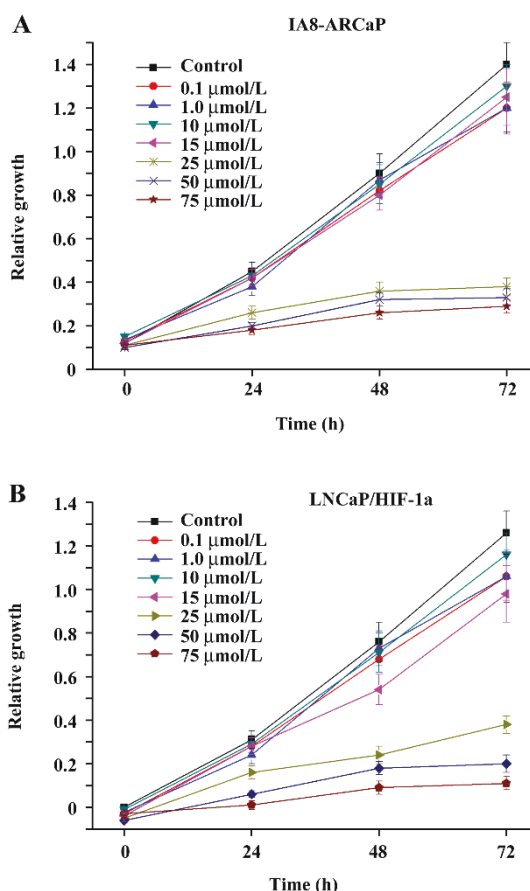 A
IA8-ARCaP
1.4
1.2
1.0
0.8
0.6
0.4
0.2
0
Relative growth
Control
0.1 μmol/L
1.0 μmol/L
10 μmol/L
15 μmol/L
25 μmol/L
50 μmol/L
75 μmol/L
0 24 48 72
Time (h)
B
LNCaP/HIF-1a
1.4
1.2
1.0
0.8
0.6
0.4
0.2
0
Relative growth
Control
0.1 μmol/L
1.0 μmol/L
10 μmol/L
15 μmol/L
25 μmol/L
50 μmol/L
75 μmol/L
0 24 48 72
Time (h)